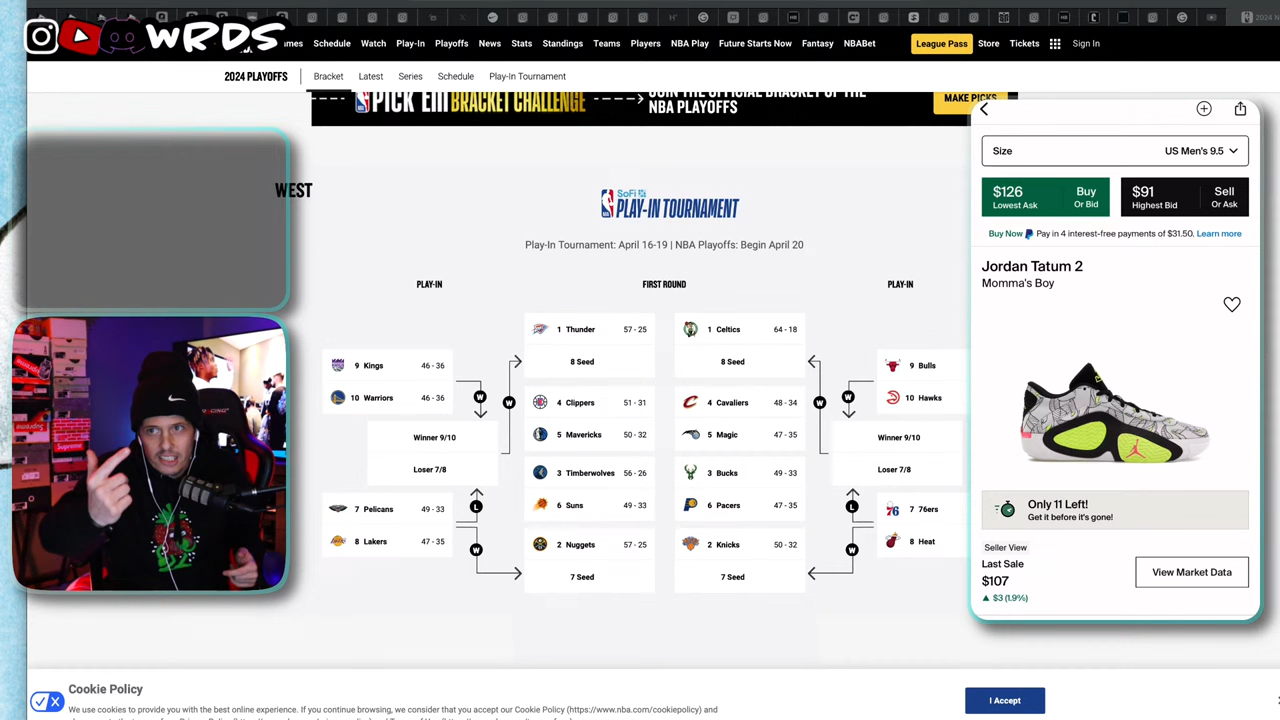 WRDS
mes Schedule Watch Play-In Playoffs News Stats Standings Teams Players NBA Play Future Starts Now Fantasy NBABet League Pass Store Tickets Sign In
2024 PLAYOFFS Bracket Latest Series Schedule Play-In Tournament
PICK'EM BRACKET CHALLENGE
JOIN THE OFFICIAL BRACKET OF THE
NBA PLAYOFFS
MAKE PICKS
WEST
SoFi
PLAY-IN TOURNAMENT
Play-In Tournament: April 16-19 | NBA Playoffs: Begin April 20
PLAY-IN FIRST ROUND PLAY-IN
9 Kings 46 - 36
10 Warriors 46 - 36
W
Winner 9/10
Loser 7/8
L
7 Pelicans 49 - 33
8 Lakers 47 - 35
W
W
1 Thunder 57 - 25
8 Seed
4 Clippers 51 - 31
5 Mavericks 50 - 32
3 Timberwolves 56 - 26
6 Suns 49 - 33
2 Nuggets 57 - 25
7 Seed
1 Celtics 64 - 18
8 Seed
4 Cavaliers 48 - 34
5 Magic 47 - 35
3 Bucks 49 - 33
6 Pacers 47 - 35
2 Knicks 50 - 32
7 Seed
W
9 Bulls
10 Hawks
W
Winner 9/10
Loser 7/8
L
7 76ers
8 Heat
W
Size US Men's 9.5
$126 Buy
Lowest Ask Or Bid
$91 Sell
Highest Bid Or Ask
Buy Now Pay in 4 interest-free payments of $31.50. Learn more
Jordan Tatum 2
Momma's Boy
Only 11 Left!
Get it before it's gone!
Seller View
Last Sale
$107
▲ $3 (1.9%)
View Market Data
Supreme
Cookie Policy
We use cookies to provide you with the best online experience. If you continue browsing, we consider that you accept our Cookie Policy (https://www.nba.com/cookiepolicy) and
I Accept